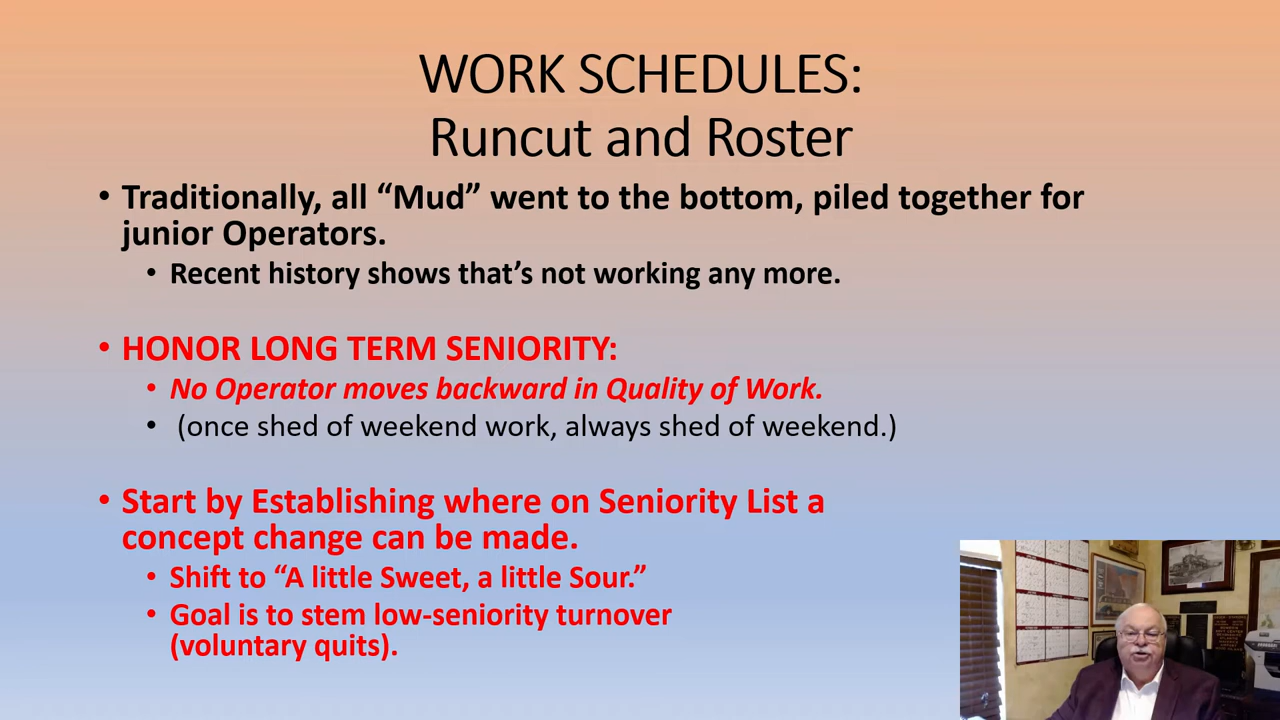 WORK SCHEDULES:
Runcut and Roster
• Traditionally, all “Mud” went to the bottom, piled together for
junior Operators.
• Recent history shows that’s not working any more.
• HONOR LONG TERM SENIORITY:
• No Operator moves backward in Quality of Work.
• (once shed of weekend work, always shed of weekend.)
• Start by Establishing where on Seniority List a
concept change can be made.
• Shift to “A little Sweet, a little Sour.”
• Goal is to stem low-seniority turnover
(voluntary quits).